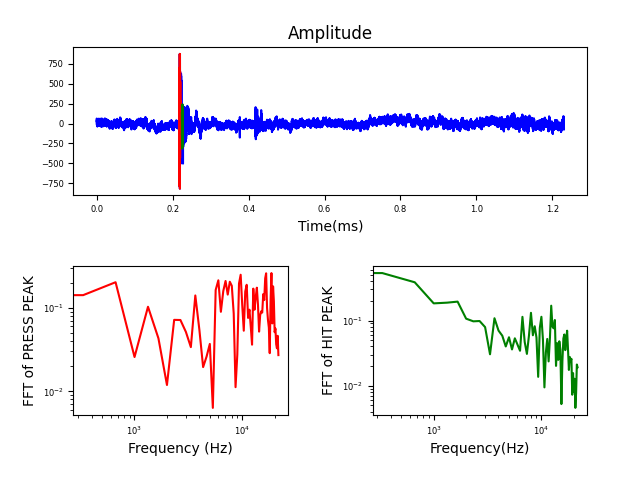 Amplitude
750
500
250
0
−250
−500
−750
0.0 0.2 0.4 0.6 0.8 1.0 1.2
Time(ms)
FFT of PRESS PEAK
10⁻¹
10⁻²
10³ 10⁴
Frequency (Hz)
FFT of HIT PEAK
10⁻¹
10⁻²
10³ 10⁴
Frequency(Hz)